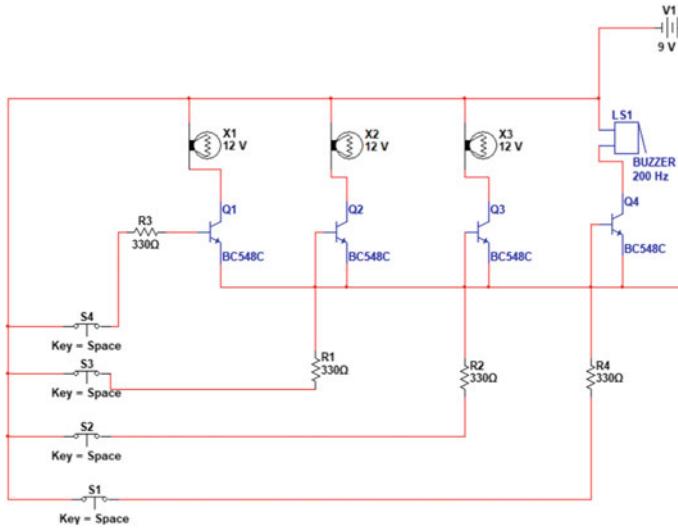 V1
9 V
X1
12 V
X2
12 V
X3
12 V
LS1
BUZZER
200 Hz
R3
330Ω
Q1
BC548C
Q2
BC548C
Q3
BC548C
Q4
BC548C
S4
Key = Space
S3
Key = Space
R1
330Ω
R2
330Ω
R4
330Ω
S2
Key = Space
S1
Key = Space